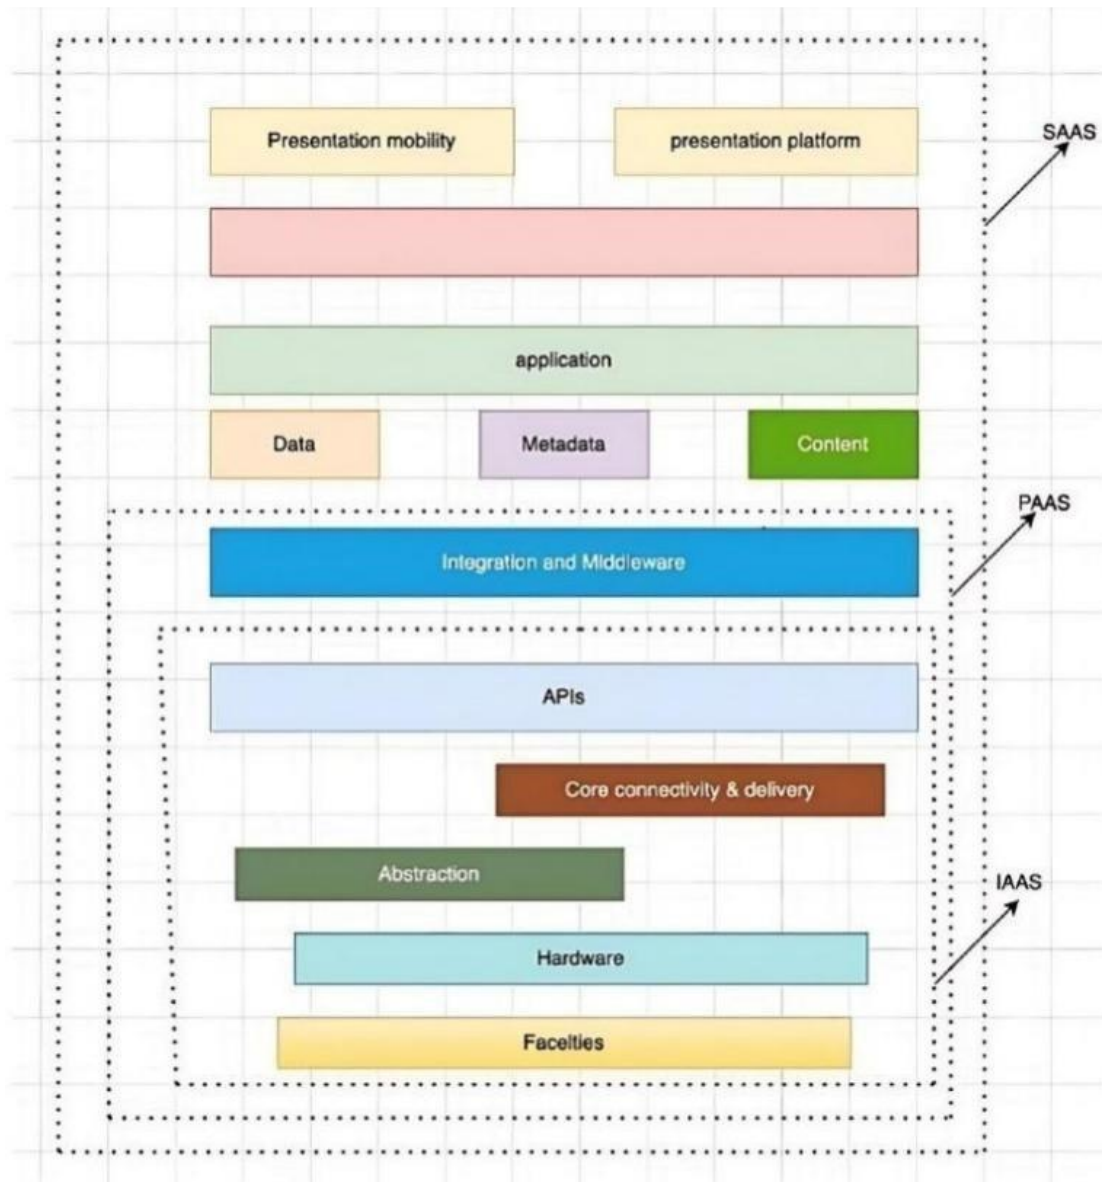 Presentation mobility
presentation platform
SAAS
application
Data
Metadata
Content
PAAS
Integration and Middleware
APIs
Core connectivity & delivery
Abstraction
IAAS
Hardware
Facelties